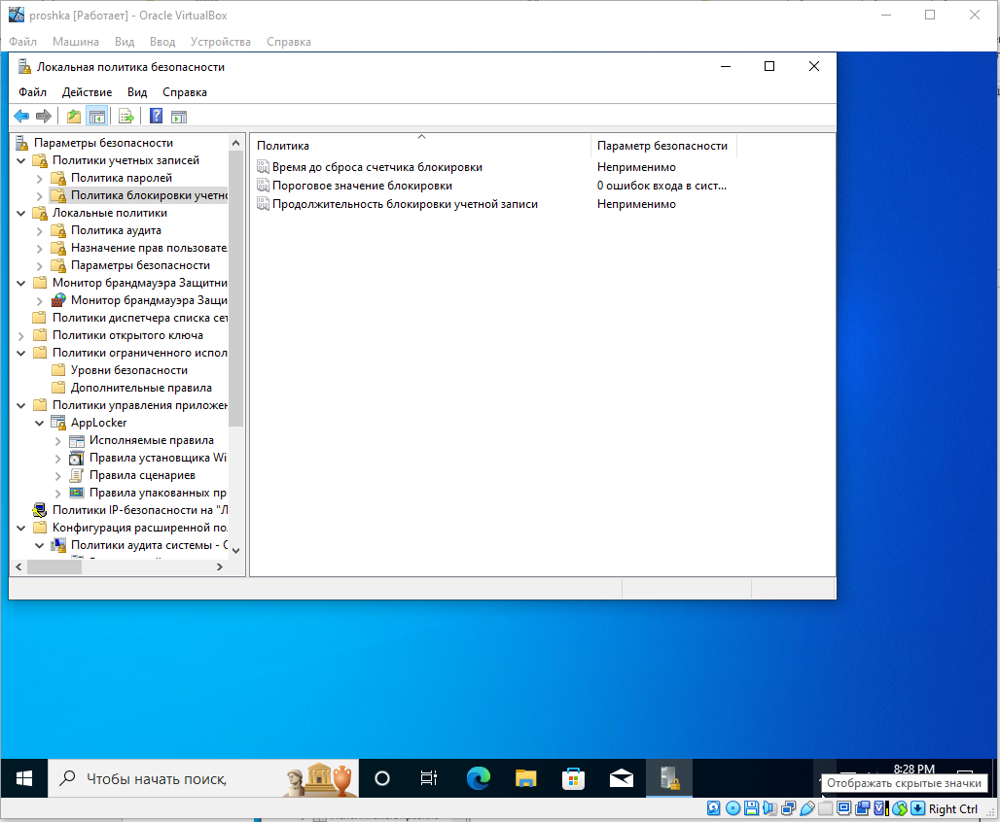 proshka [Работает] - Oracle VirtualBox
Файл Машина Вид Ввод Устройства Справка
Локальная политика безопасности
Файл Действие Вид Справка
Параметры безопасности
Политики учетных записей
Политика паролей
Политика блокировки учетно
Локальные политики
Политика аудита
Назначение прав пользовате
Параметры безопасности
Монитор брандмауэра Защитни
Монитор брандмауэра Защи
Политики диспетчера списка сет
Политики открытого ключа
Политики ограниченного испол
Уровни безопасности
Дополнительные правила
Политики управления приложен
AppLocker
Исполняемые правила
Правила установщика Wi
Правила сценариев
Правила упакованных пр
Политики IP-безопасности на "Л
Конфигурация расширенной по
Политики аудита системы - О
Политика Параметр безопасности
Время до сброса счетчика блокировки Неприменимо
Пороговое значение блокировки 0 ошибок входа в сист...
Продолжительность блокировки учетной записи Неприменимо
Чтобы начать поиск,
8:28 PM
Отображать скрытые значки
Right Ctrl